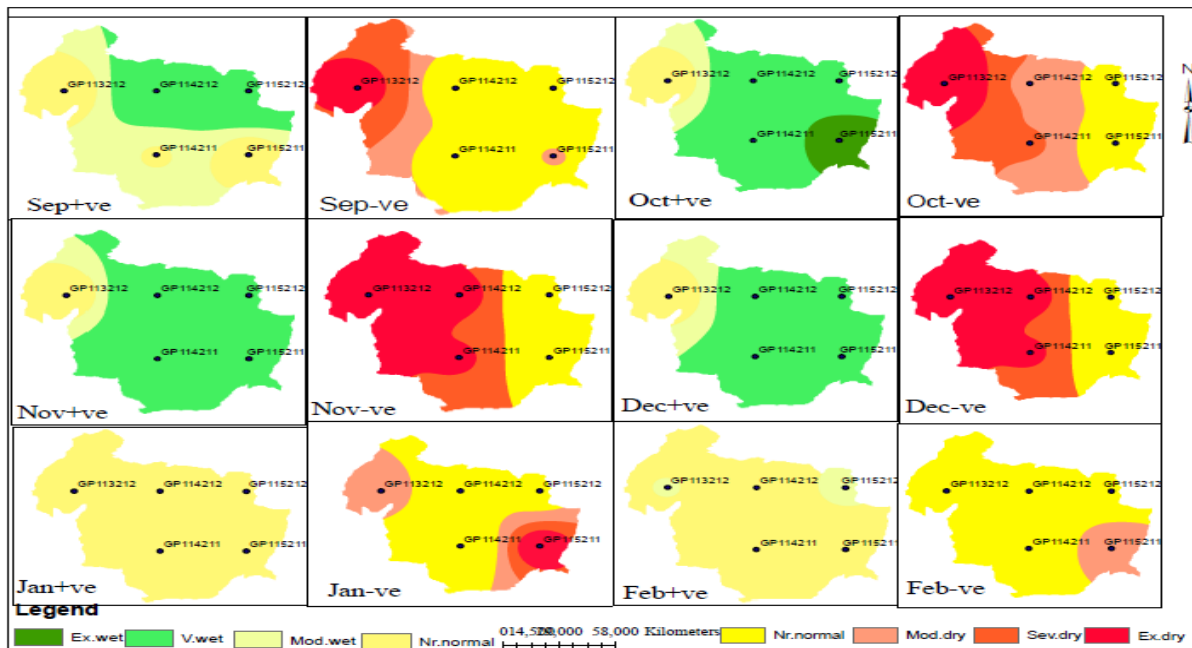 GP113212 GP114212 GP115212
GP114211 GP115211
Sep+ve
GP113212 GP114212 GP115212
GP114211 GP115211
Sep-ve
GP113212 GP114212 GP115212
GP114211 GP115211
Oct+ve
GP113212 GP114212 GP115212
GP114211 GP115211
Oct-ve
N
GP113212 GP114212 GP115212
GP114211 GP115211
Nov+ve
GP113212 GP114212 GP115212
GP114211 GP115211
Nov-ve
GP113212 GP114212 GP115212
GP114211 GP115211
Dec+ve
GP113212 GP114212 GP115212
GP114211 GP115211
Dec-ve
GP113212 GP114212 GP115212
GP114211 GP115211
Jan+ve
GP113212 GP114212 GP115212
GP114211 GP115211
Jan-ve
GP113212 GP114212 GP115212
GP114211 GP115211
Feb+ve
GP113212 GP114212 GP115212
GP114211 GP115211
Feb-ve
Legend
Ex.wet V.wet Mod.wet Nr.normal 58,000 Kilometers Nr.normal Mod.dry Sev.dry Ex.dry